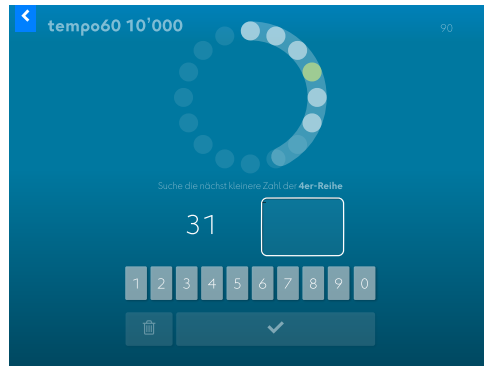 tempo60 10’000
90
Suche die nächst kleinere Zahl der 4er-Reihe
31
1 2 3 4 5 6 7 8 9 0